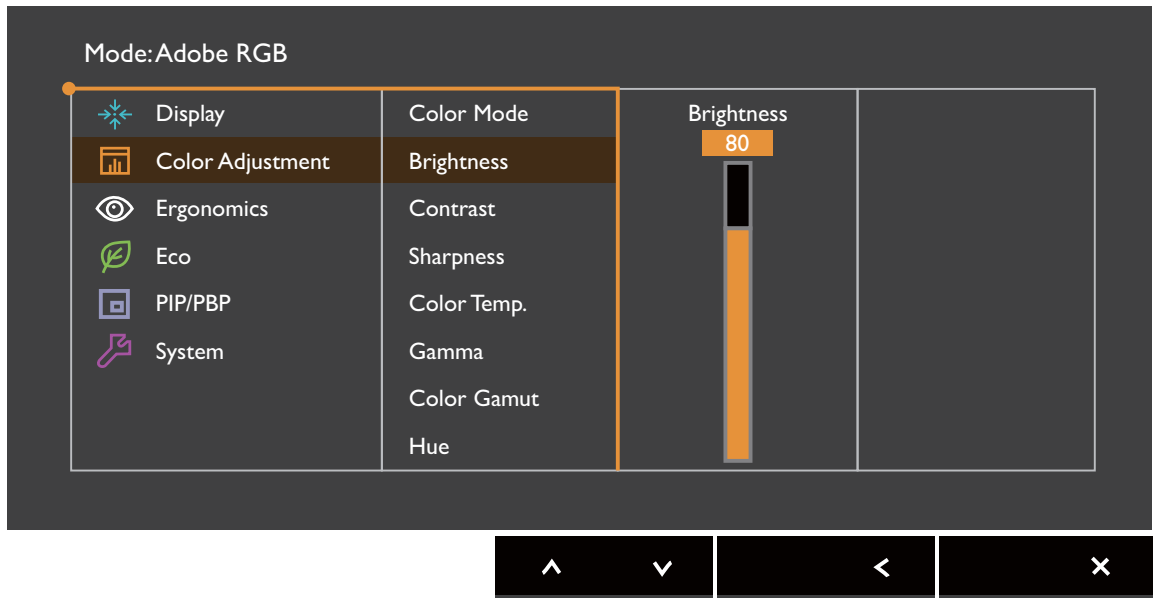 Mode: Adobe RGB
Display
Color Adjustment
Ergonomics
Eco
PIP/PBP
System
Color Mode
Brightness
Contrast
Sharpness
Color Temp.
Gamma
Color Gamut
Hue
Brightness
80